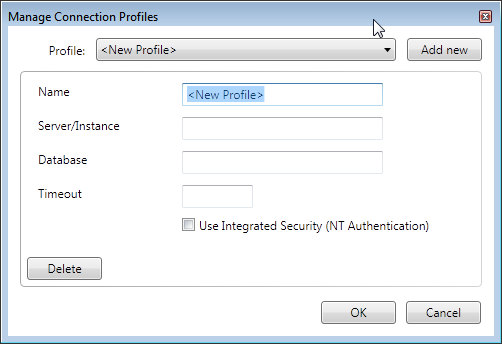 Manage Connection Profiles
Profile: <New Profile> Add new
Name <New Profile>
Server/Instance
Database
Timeout
Use Integrated Security (NT Authentication)
Delete
OK Cancel